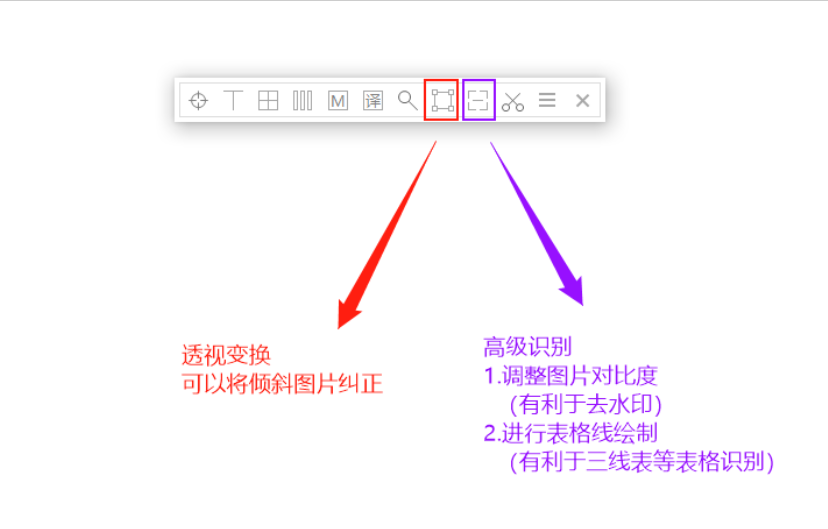 M 译
透视变换
可以将倾斜图片纠正
高级识别
1.调整图片对比度
（有利于去水印）
2.进行表格线绘制
（有利于三线表等表格识别）